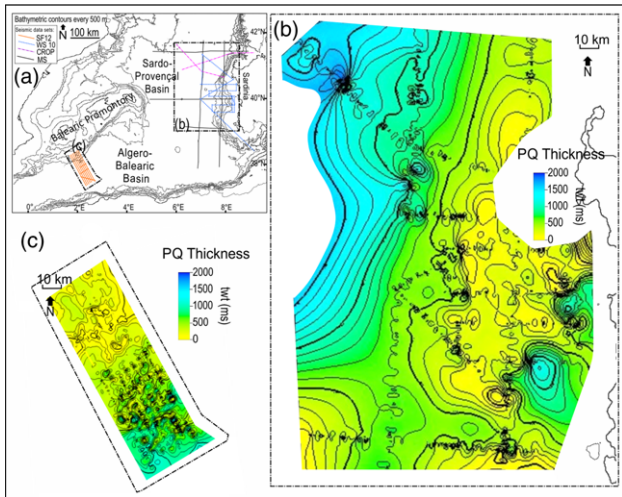 Bathymetric contours every 500 m
Seismic data sets:
SF12
WS 10
CROP
MS
100 km
N
(a)
Sardo-
Provençal
Basin
Sardinia
(b)
Balearic Promontory
(c)
Algero-
Balearic
Basin
42°N
40°N
38°N
0°
2°E
4°E
6°E
8°E
(b)
10 km
N
PQ Thickness
2000
1500
1000
500
0
twt (ms)
(c)
10 km
N
PQ Thickness
2000
1500
1000
500
0
twt (ms)